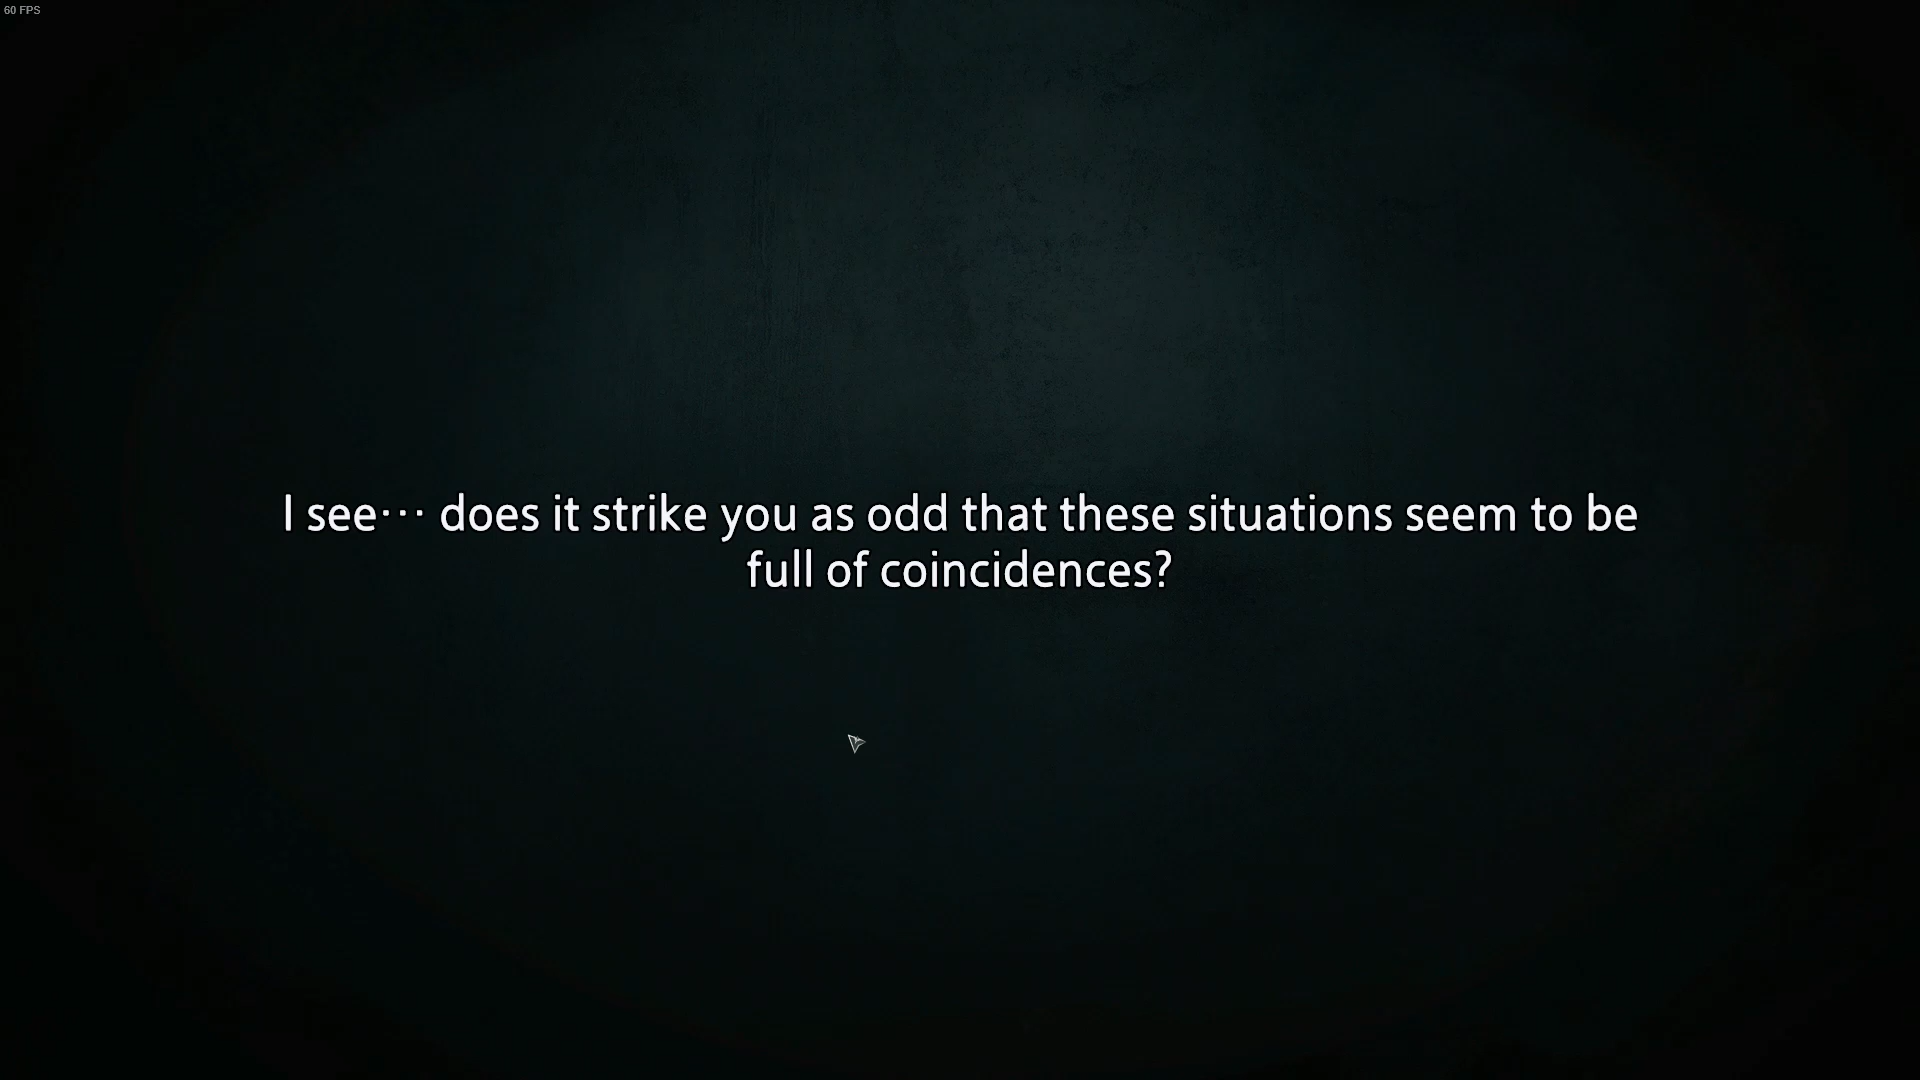 60 FPS
I see··· does it strike you as odd that these situations seem to be
full of coincidences?